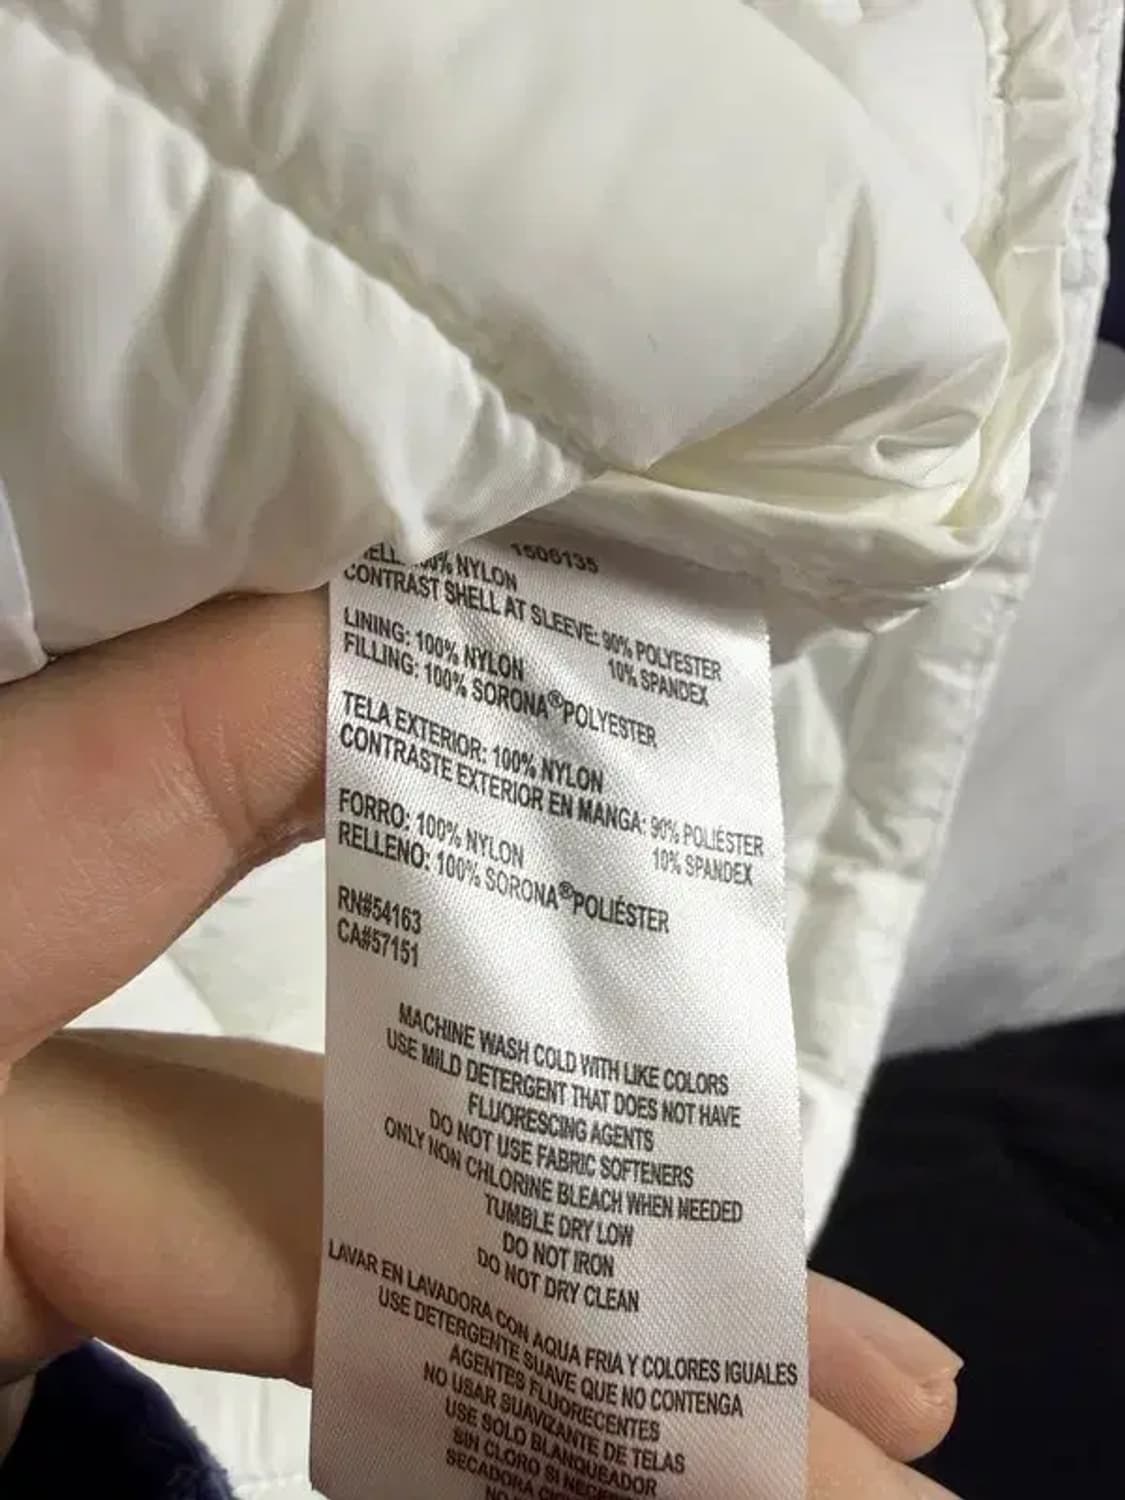 1506135
NYLON
CONTRAST SHELL AT SLEEVE: 90% POLYESTER
10% SPANDEX
LINING: 100% NYLON
FILLING: 100% SORONA®POLYESTER
TELA EXTERIOR: 100% NYLON
CONTRASTE EXTERIOR EN MANGA: 90% POLIÉSTER
10% SPANDEX
FORRO: 100% NYLON
RELLENO: 100% SORONA®POLIÉSTER
RN#54163
CA#57151
MACHINE WASH COLD WITH LIKE COLORS
USE MILD DETERGENT THAT DOES NOT HAVE
FLUORESCING AGENTS
DO NOT USE FABRIC SOFTENERS
ONLY NON CHLORINE BLEACH WHEN NEEDED
TUMBLE DRY LOW
DO NOT IRON
DO NOT DRY CLEAN
LAVAR EN LAVADORA CON AQUA FRIA Y COLORES IGUALES
USE DETERGENTE SUAVE QUE NO CONTENGA
AGENTES FLUORECENTES
NO USAR SUAVIZANTE DE TELAS
USE SOLO BLANQUEADOR
SIN CLORO SI
SECADORA